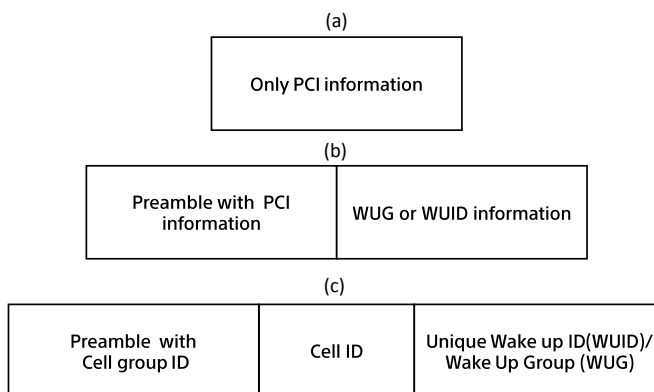 (a)
Only PCI information
(b)
Preamble with PCI
information
WUG or WUID information
(c)
Preamble with
Cell group ID
Cell ID
Unique Wake up ID(WUID)/
Wake Up Group (WUG)